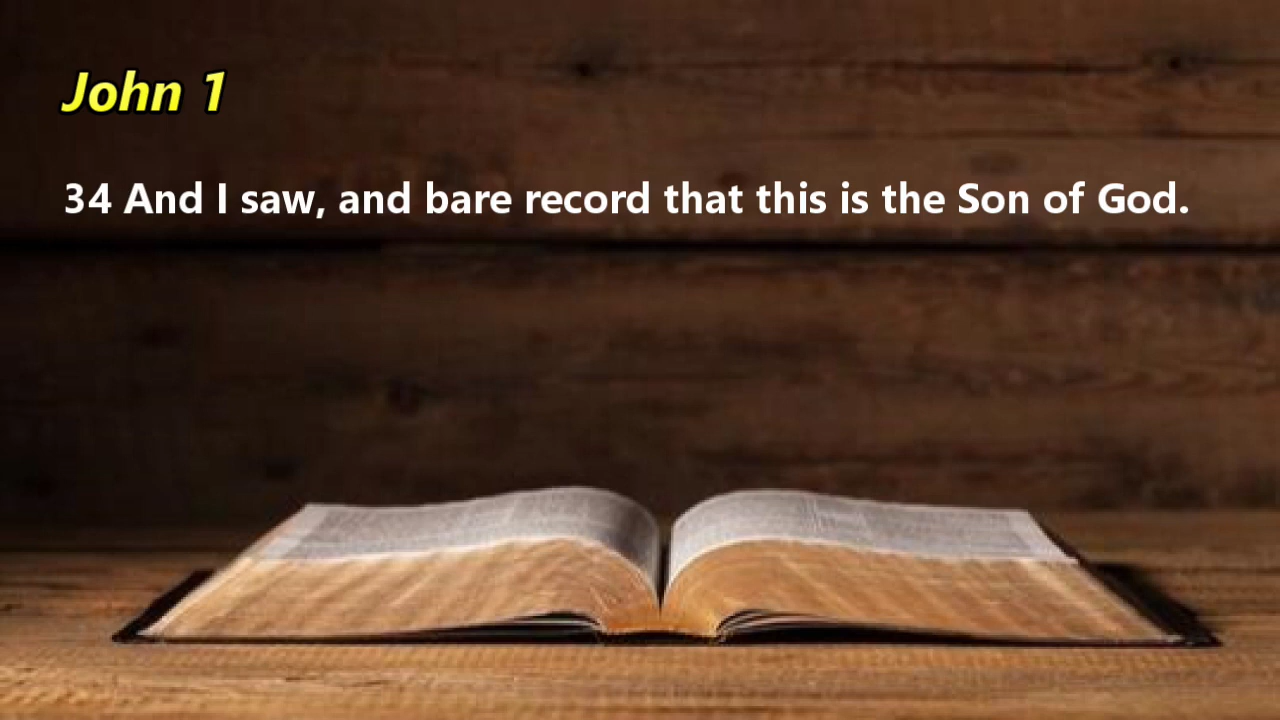 John 1
34 And I saw, and bare record that this is the Son of God.